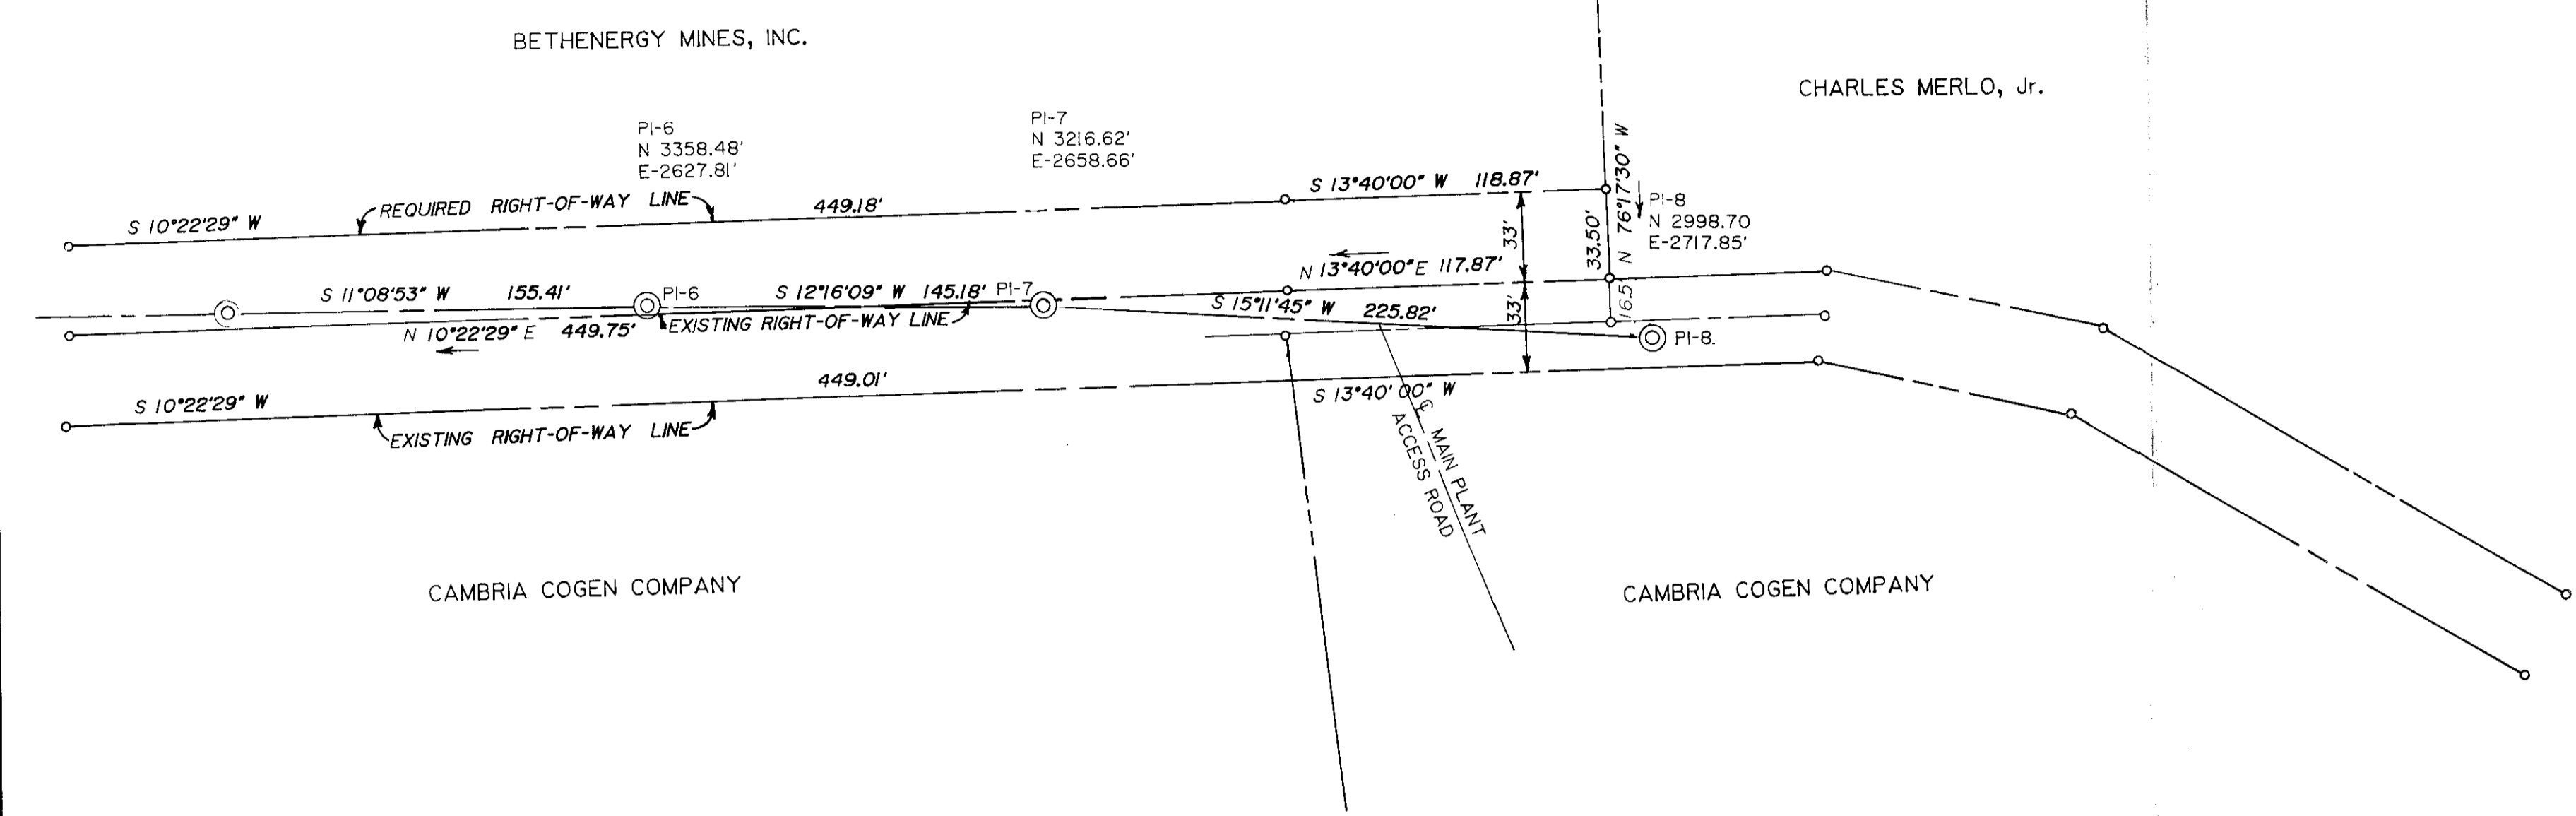 BETHENERGY MINES, INC.
CHARLES MERLO, Jr.
PI-6
N 3358.48'
E-2627.81'
PI-7
N 3216.62'
E-2658.66'
S 13°40'00" W 118.87'
N 76°17'30" W
PI-8
N 2998.70
E-2717.85'
S 10°22'29" W
REQUIRED RIGHT-OF-WAY LINE
449.18'
33'
33.50'
N 13°40'00" E 117.87'
S 11°08'53" W 155.41'
PI-6
S 12°16'09" W 145.18'
PI-7
S 15°11'45" W 225.82'
33'
16.5'
N 10°22'29" E 449.75'
EXISTING RIGHT-OF-WAY LINE
PI-8.
449.01'
S 13°40'00" W
S 10°22'29" W
EXISTING RIGHT-OF-WAY LINE
℄ MAIN PLANT
ACCESS ROAD
CAMBRIA COGEN COMPANY
CAMBRIA COGEN COMPANY